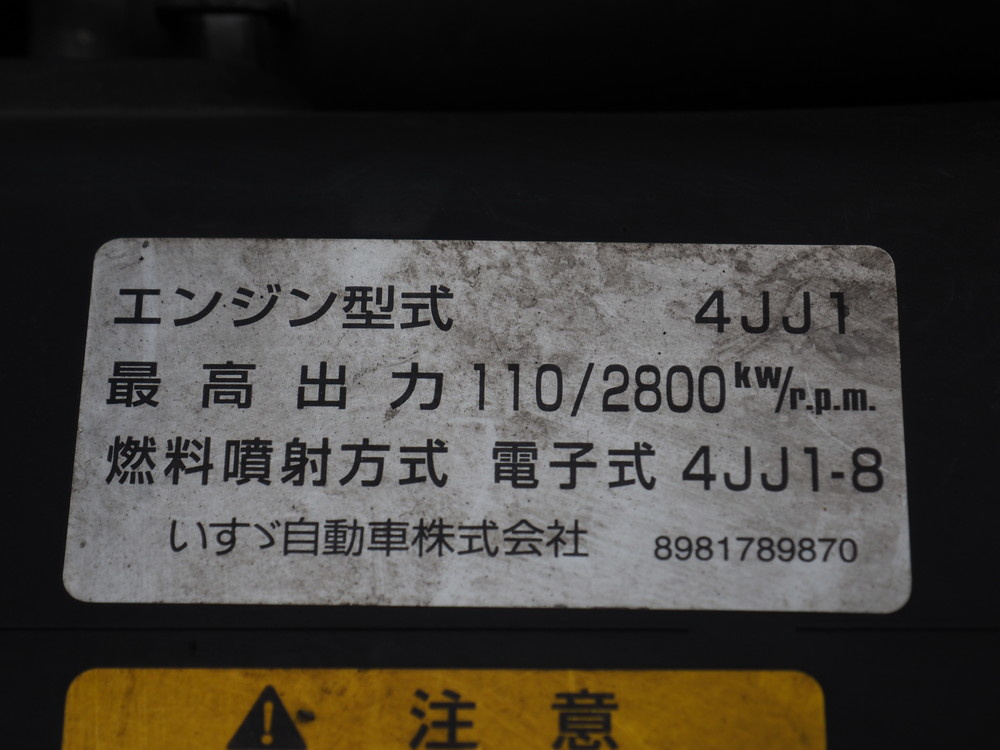 エンジン型式 4JJ1
最高出力 110/2800 kW/r.p.m.
燃料噴射方式 電子式 4JJ1-8
いすゞ自動車株式会社 8981789870
注意